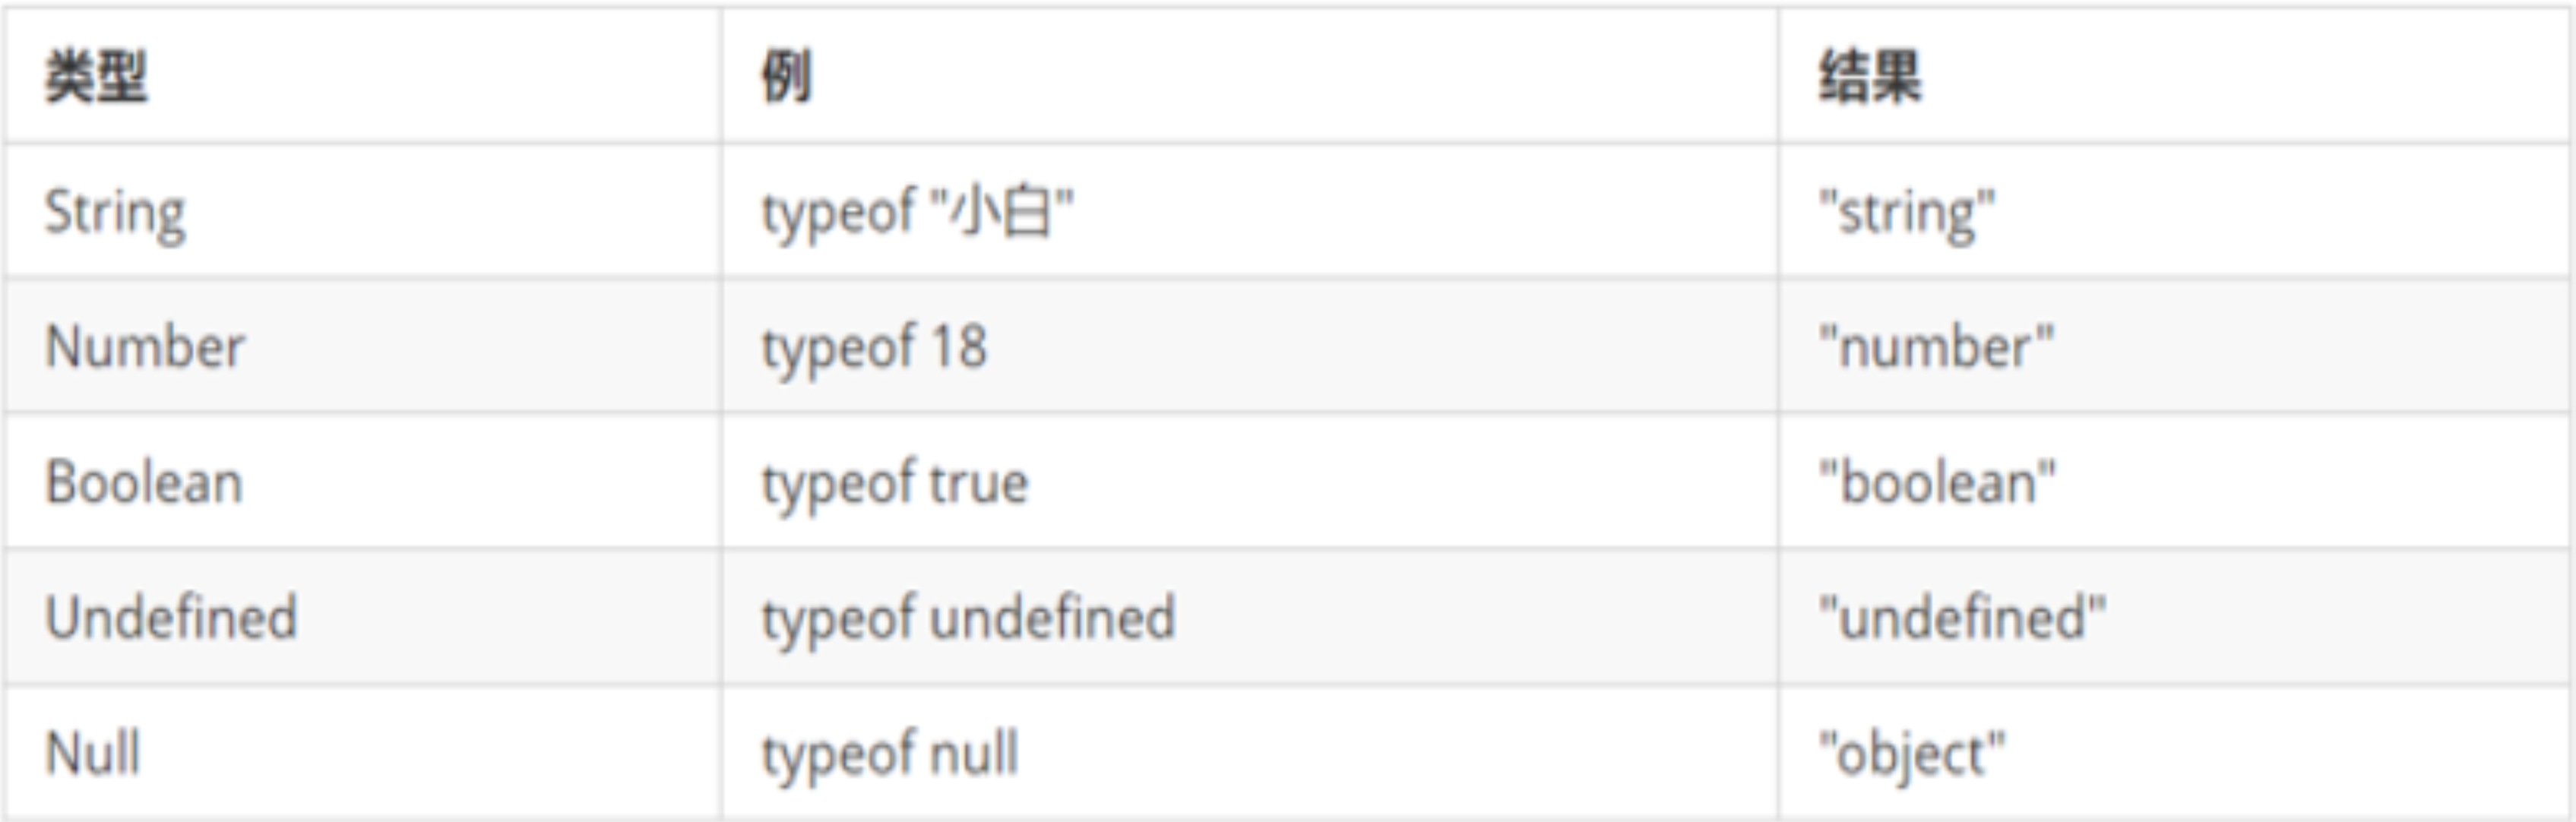 类型 例 结果
String typeof "小白" "string"
Number typeof 18 "number"
Boolean typeof true "boolean"
Undefined typeof undefined "undefined"
Null typeof null "object"